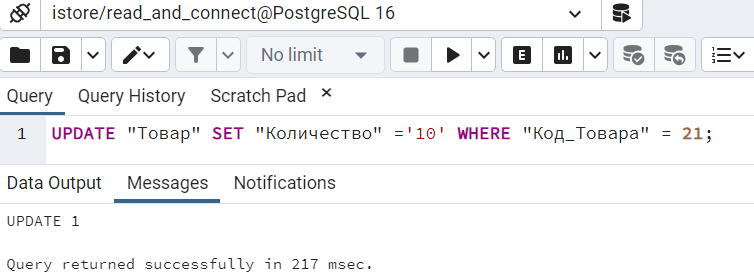 istore/read_and_connect@PostgreSQL 16
No limit
E
Query Query History Scratch Pad ×
1 UPDATE "Товар" SET "Количество" ='10' WHERE "Код_Товара" = 21;
Data Output Messages Notifications
UPDATE 1
Query returned successfully in 217 msec.